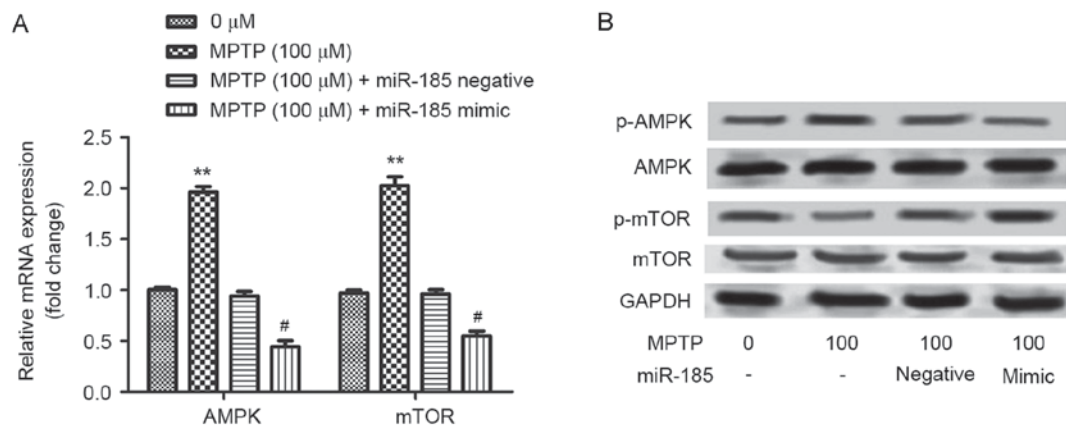 A
0 μM
MPTP (100 μM)
MPTP (100 μM) + miR-185 negative
MPTP (100 μM) + miR-185 mimic
Relative mRNA expression
(fold change)
2.5
2.0
1.5
1.0
0.5
0.0
** **
# #
AMPK mTOR
B
p-AMPK
AMPK
p-mTOR
mTOR
GAPDH
MPTP 0 100 100 100
miR-185 - - Negative Mimic